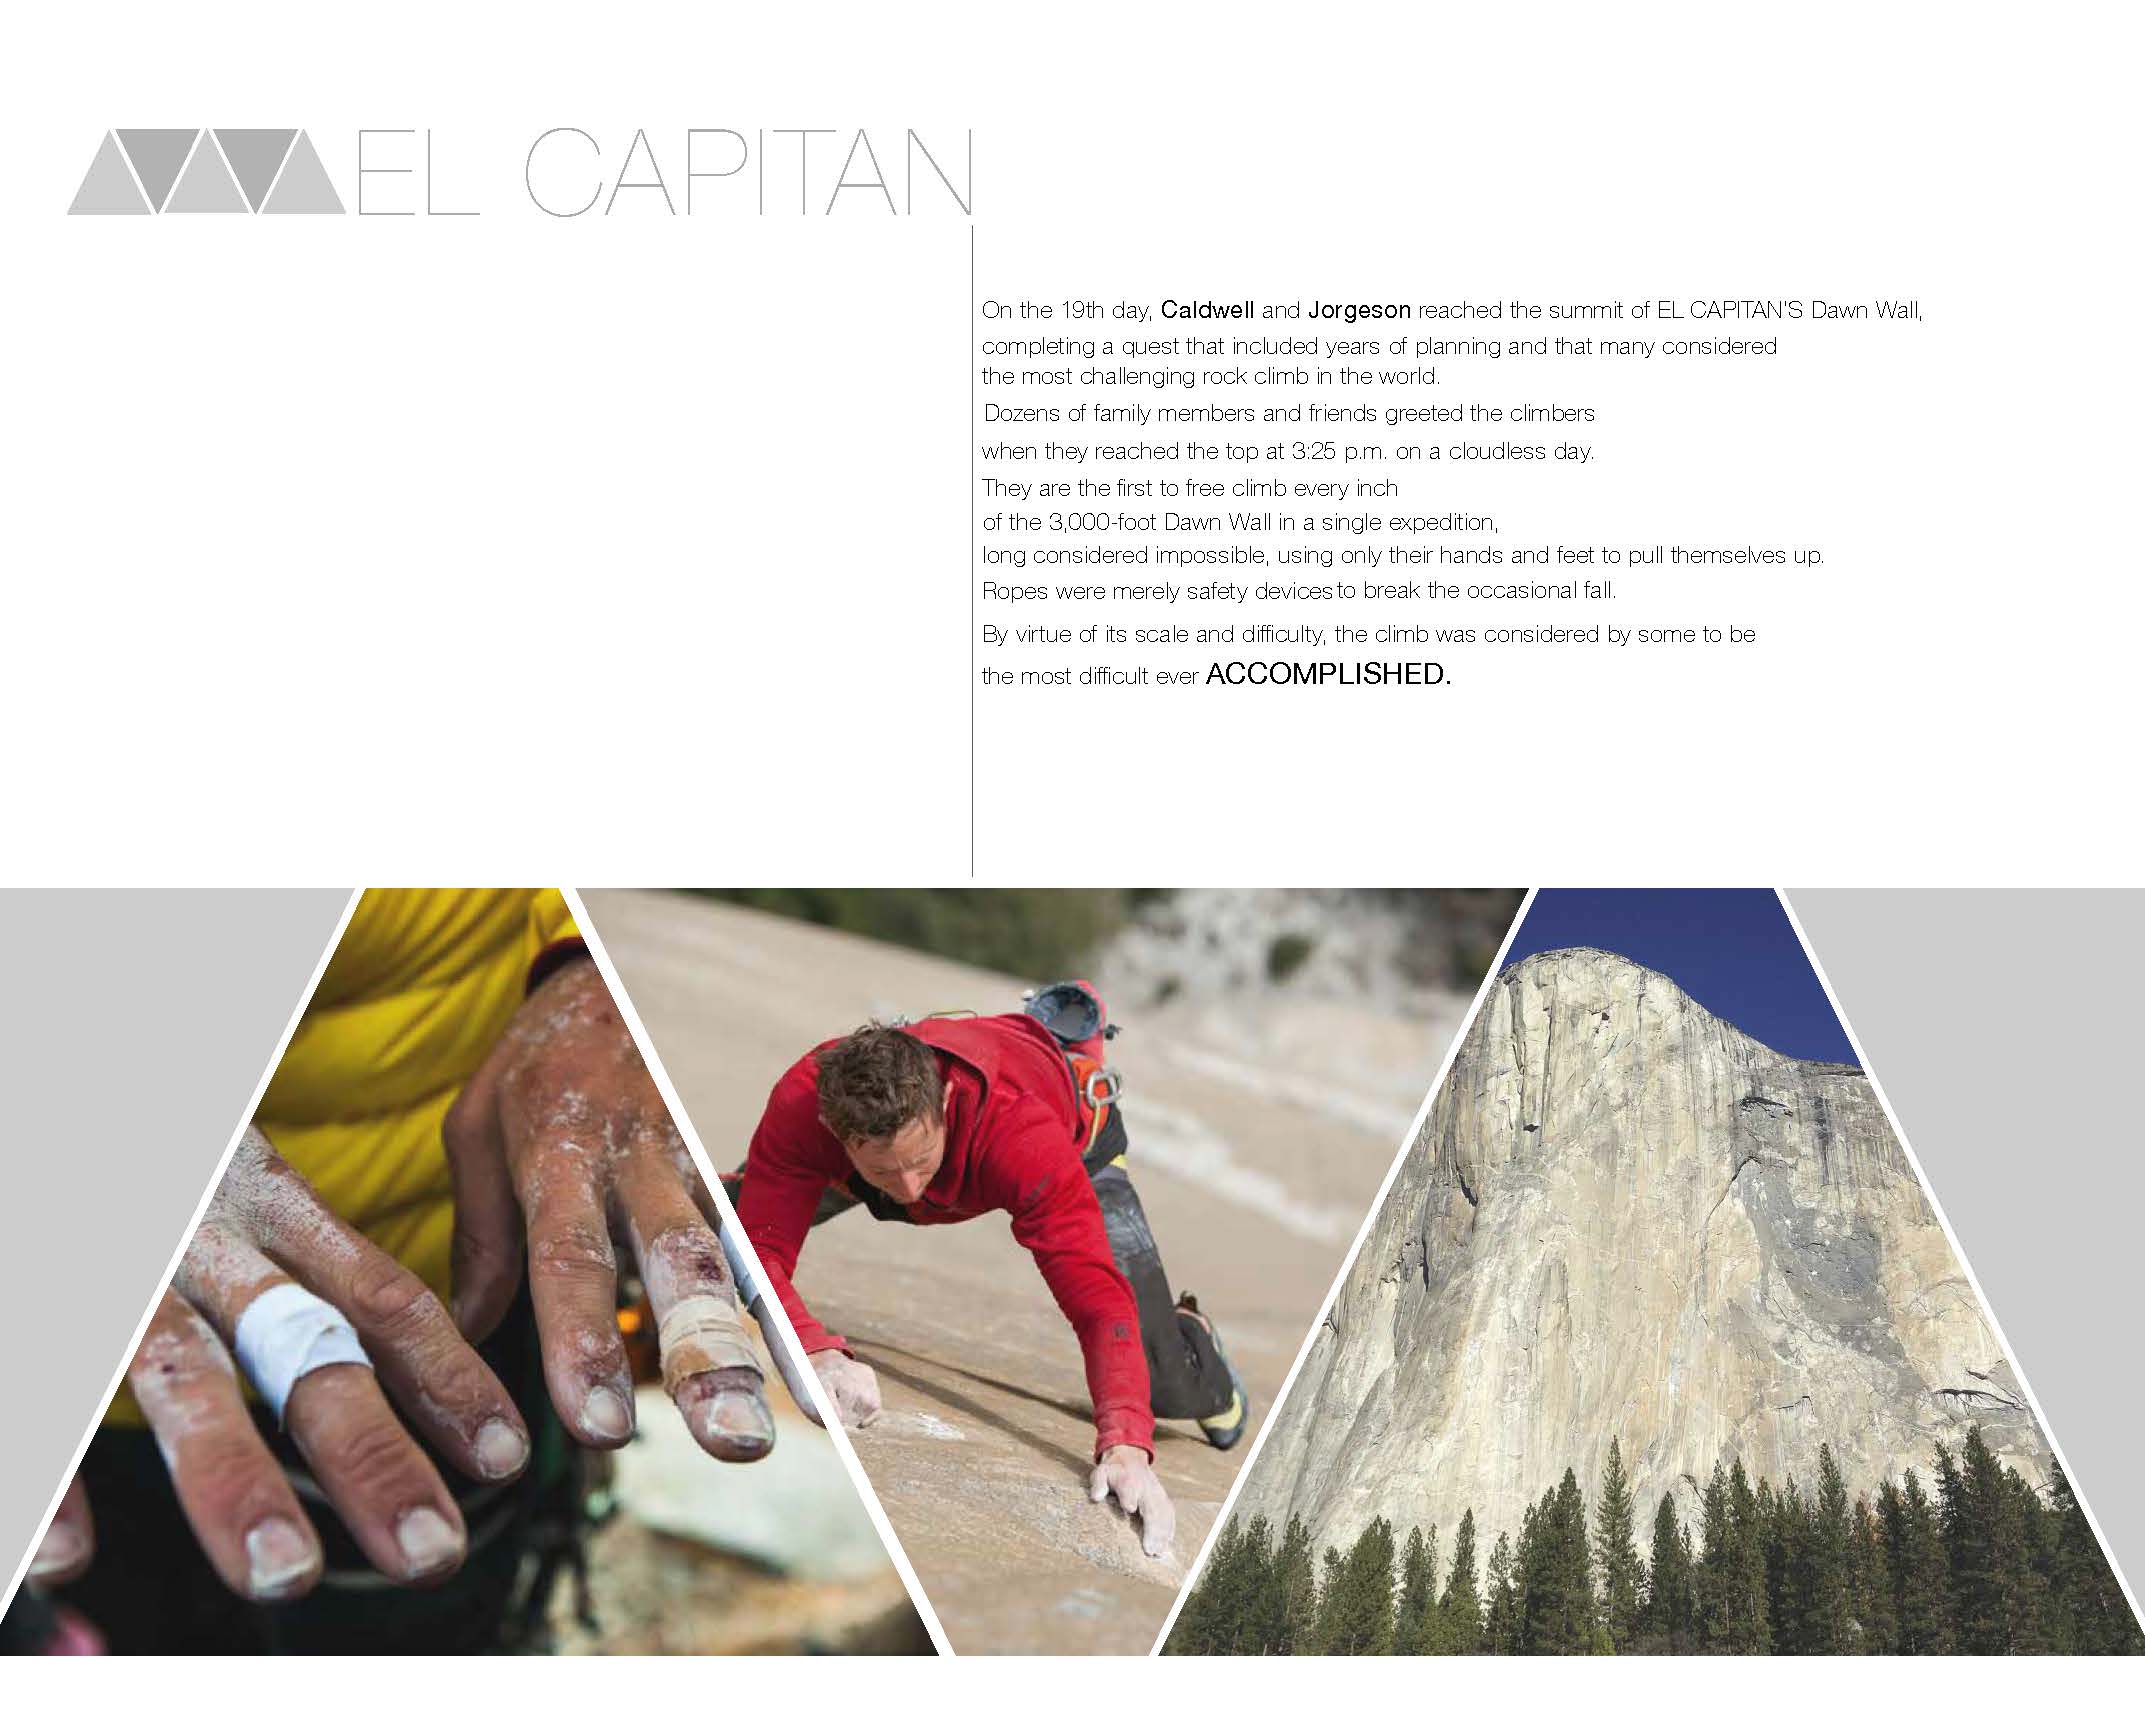 EL CAPITAN
On the 19th day, Caldwell and Jorgeson reached the summit of EL CAPITAN'S Dawn Wall,
completing a quest that included years of planning and that many considered
the most challenging rock climb in the world.
Dozens of family members and friends greeted the climbers
when they reached the top at 3:25 p.m. on a cloudless day.
They are the first to free climb every inch
of the 3,000-foot Dawn Wall in a single expedition,
long considered impossible, using only their hands and feet to pull themselves up.
Ropes were merely safety devices to break the occasional fall.
By virtue of its scale and difficulty, the climb was considered by some to be
the most difficult ever ACCOMPLISHED.